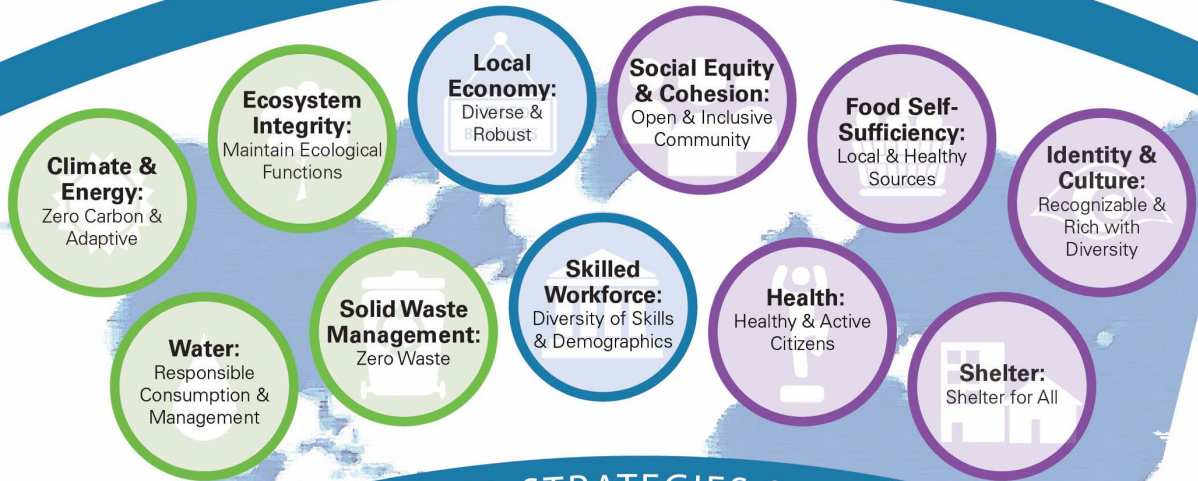 Climate &
Energy:
Zero Carbon &
Adaptive
Ecosystem
Integrity:
Maintain Ecological
Functions
Local
Economy:
Diverse &
Robust
Social Equity
& Cohesion:
Open & Inclusive
Community
Food Self-
Sufficiency:
Local & Healthy
Sources
Identity &
Culture:
Recognizable &
Rich with
Diversity
Water:
Responsible
Consumption &
Management
Solid Waste
Management:
Zero Waste
Skilled
Workforce:
Diversity of Skills
& Demographics
Health:
Healthy & Active
Citizens
Shelter:
Shelter for All
STRATEGIES